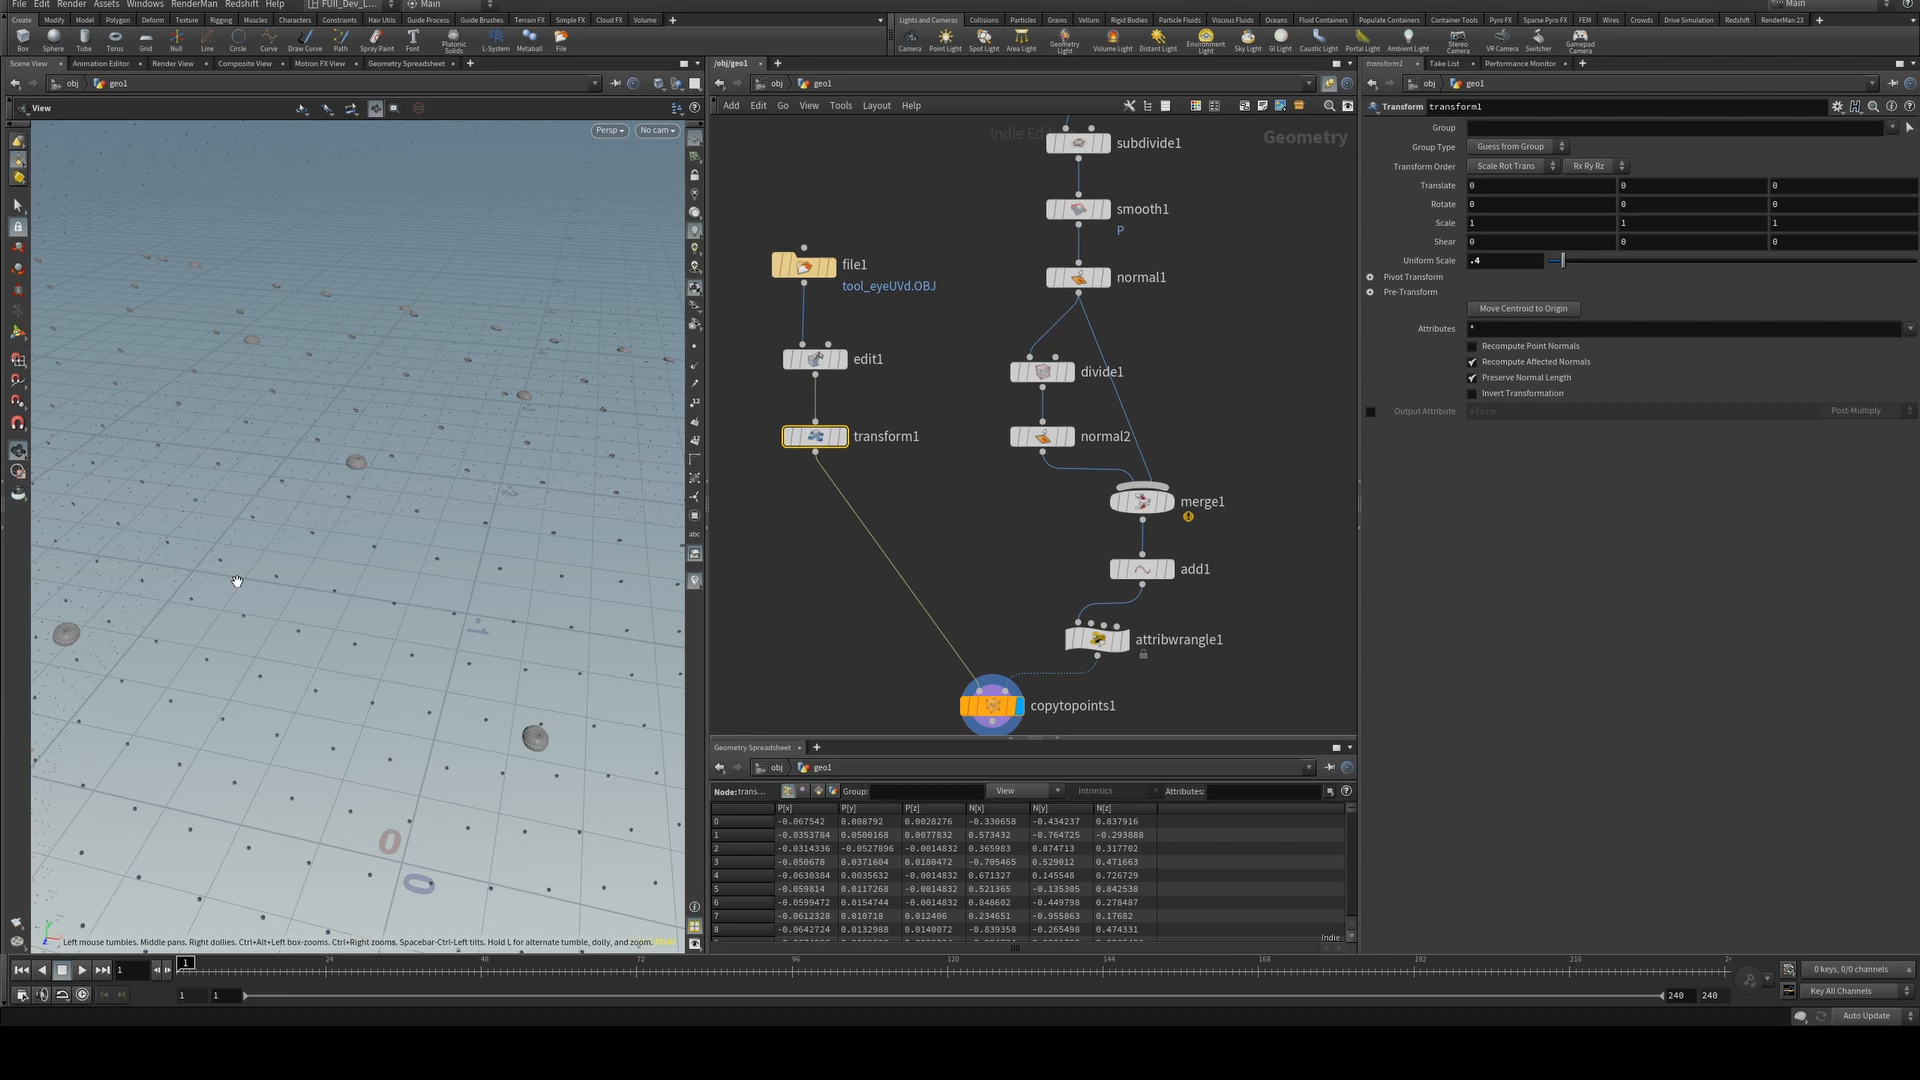 File Edit Render Assets Windows RenderMan Redshift Help FUll_Dev_L... Main Main
Create Modify Model Polygon Deform Texture Rigging Muscles Characters Constraints Hair Utils Guide Process Guide Brushes Terrain FX Simple FX Cloud FX Volume
Lights and Cameras Collisions Particles Grains Vellum Rigid Bodies Particle Fluids Viscous Fluids Oceans Fluid Containers Populate Containers Container Tools Pyro FX Sparse Pyro FX FEM Wires Crowds Drive Simulation Redshift RenderMan 23
Box Sphere Tube Torus Grid Null Line Circle Curve Draw Curve Path Spray Paint Font Platonic Solids L-System Metaball File
Camera Point Light Spot Light Area Light Geometry Light Volume Light Distant Light Environment Light Sky Light GI Light Caustic Light Portal Light Ambient Light Stereo Camera VR Camera Switcher Gamepad Camera
Scene View Animation Editor Render View Composite View Motion FX View Geometry Spreadsheet
/obj/geo1
transform1 Take List Performance Monitor
obj geo1
obj geo1
obj geo1
View
Persp No cam
Add Edit Go View Tools Layout Help
Indie Edi
Geometry
subdivide1
smooth1
P
file1
tool_eyeUVd.OBJ
normal1
edit1
divide1
transform1
normal2
merge1
add1
attribwrangle1
copytopoints1
Transform transform1
Group
Group Type Guess from Group
Transform Order Scale Rot Trans Rx Ry Rz
Translate 0 0 0
Rotate 0 0 0
Scale 1 1 1
Shear 0 0 0
Uniform Scale .4
Pivot Transform
Pre-Transform
Move Centroid to Origin
Attributes *
Recompute Point Normals
Recompute Affected Normals
Preserve Normal Length
Invert Transformation
Output Attribute xform Post-Multiply
abc
0
0
Left mouse tumbles. Middle pans. Right dollies. Ctrl+Alt+Left box-zooms. Ctrl+Right zooms. Spacebar-Ctrl-Left tilts. Hold L for alternate tumble, dolly, and zoom.
Geometry Spreadsheet
obj geo1
Node: trans... Group: View Intrinsics Attributes:
P[x] P[y] P[z] N[x] N[y] N[z]
0 -0.067542 0.008792 0.0028276 -0.330658 -0.434237 0.837916
1 -0.0353784 0.0500168 0.0077832 0.573432 -0.764725 -0.293888
2 -0.0314336 -0.0527896 -0.0014832 0.365983 0.874713 0.317702
3 -0.050678 0.0371604 0.0180472 -0.705465 0.529012 0.471663
4 -0.0630384 0.0035632 -0.0014832 0.671327 0.145548 0.726729
5 -0.059814 0.0117268 -0.0014832 0.521365 -0.135305 0.842538
6 -0.0599472 0.0154744 -0.0014832 0.848602 -0.449798 0.278487
7 -0.0612328 0.010718 0.012406 0.234651 -0.955863 0.17682
8 -0.0642724 0.0132988 0.0140072 -0.839358 -0.265498 0.474331
Indie
1 1 24 48 72 96 120 144 168 192 216
0 keys, 0/0 channels
1 1 240 240
Key All Channels
Auto Update